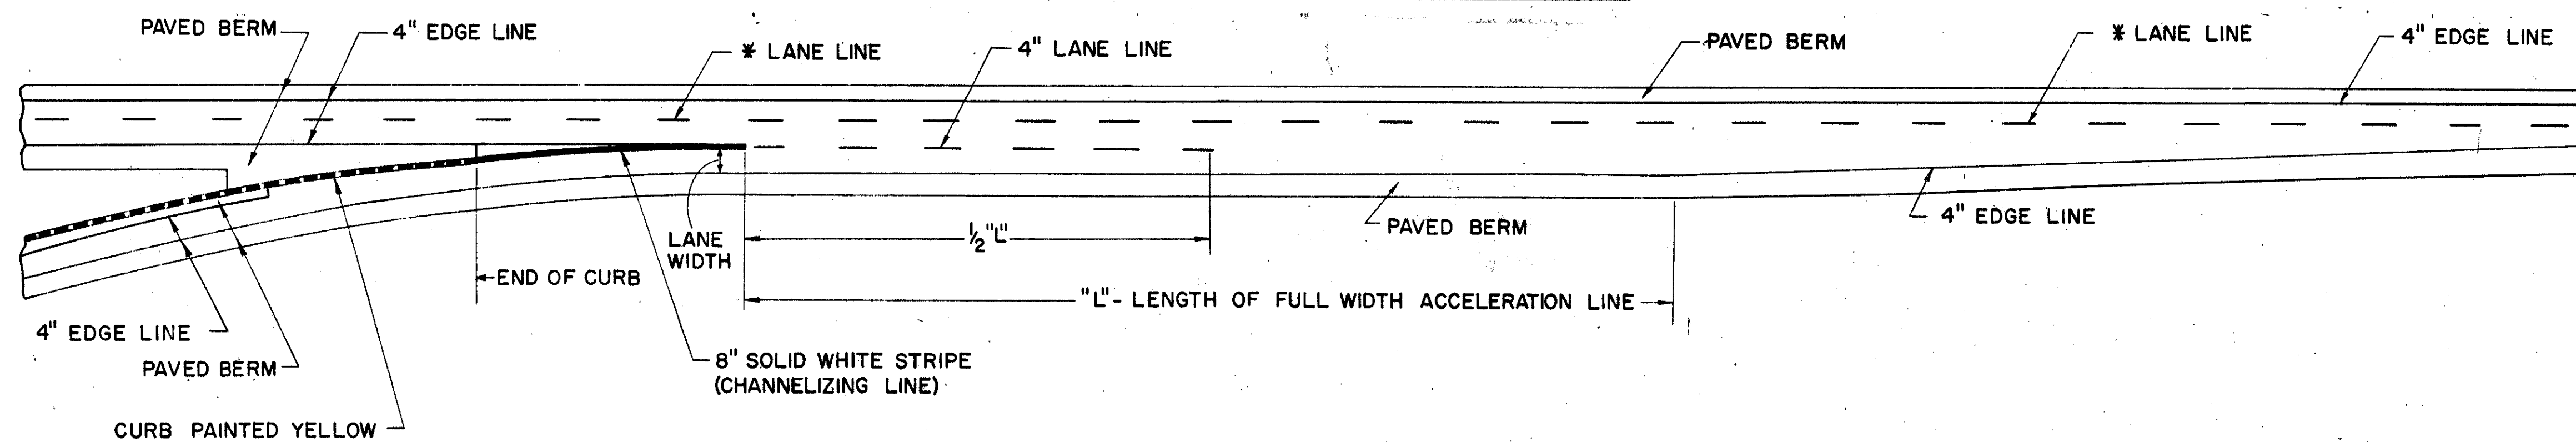 PAVED BERM
4" EDGE LINE
* LANE LINE
4" LANE LINE
PAVED BERM
* LANE LINE
4" EDGE LINE
LANE
WIDTH
½"L"
PAVED BERM
4" EDGE LINE
END OF CURB
"L"- LENGTH OF FULL WIDTH ACCELERATION LINE
4" EDGE LINE
PAVED BERM
8" SOLID WHITE STRIPE
(CHANNELIZING LINE)
CURB PAINTED YELLOW